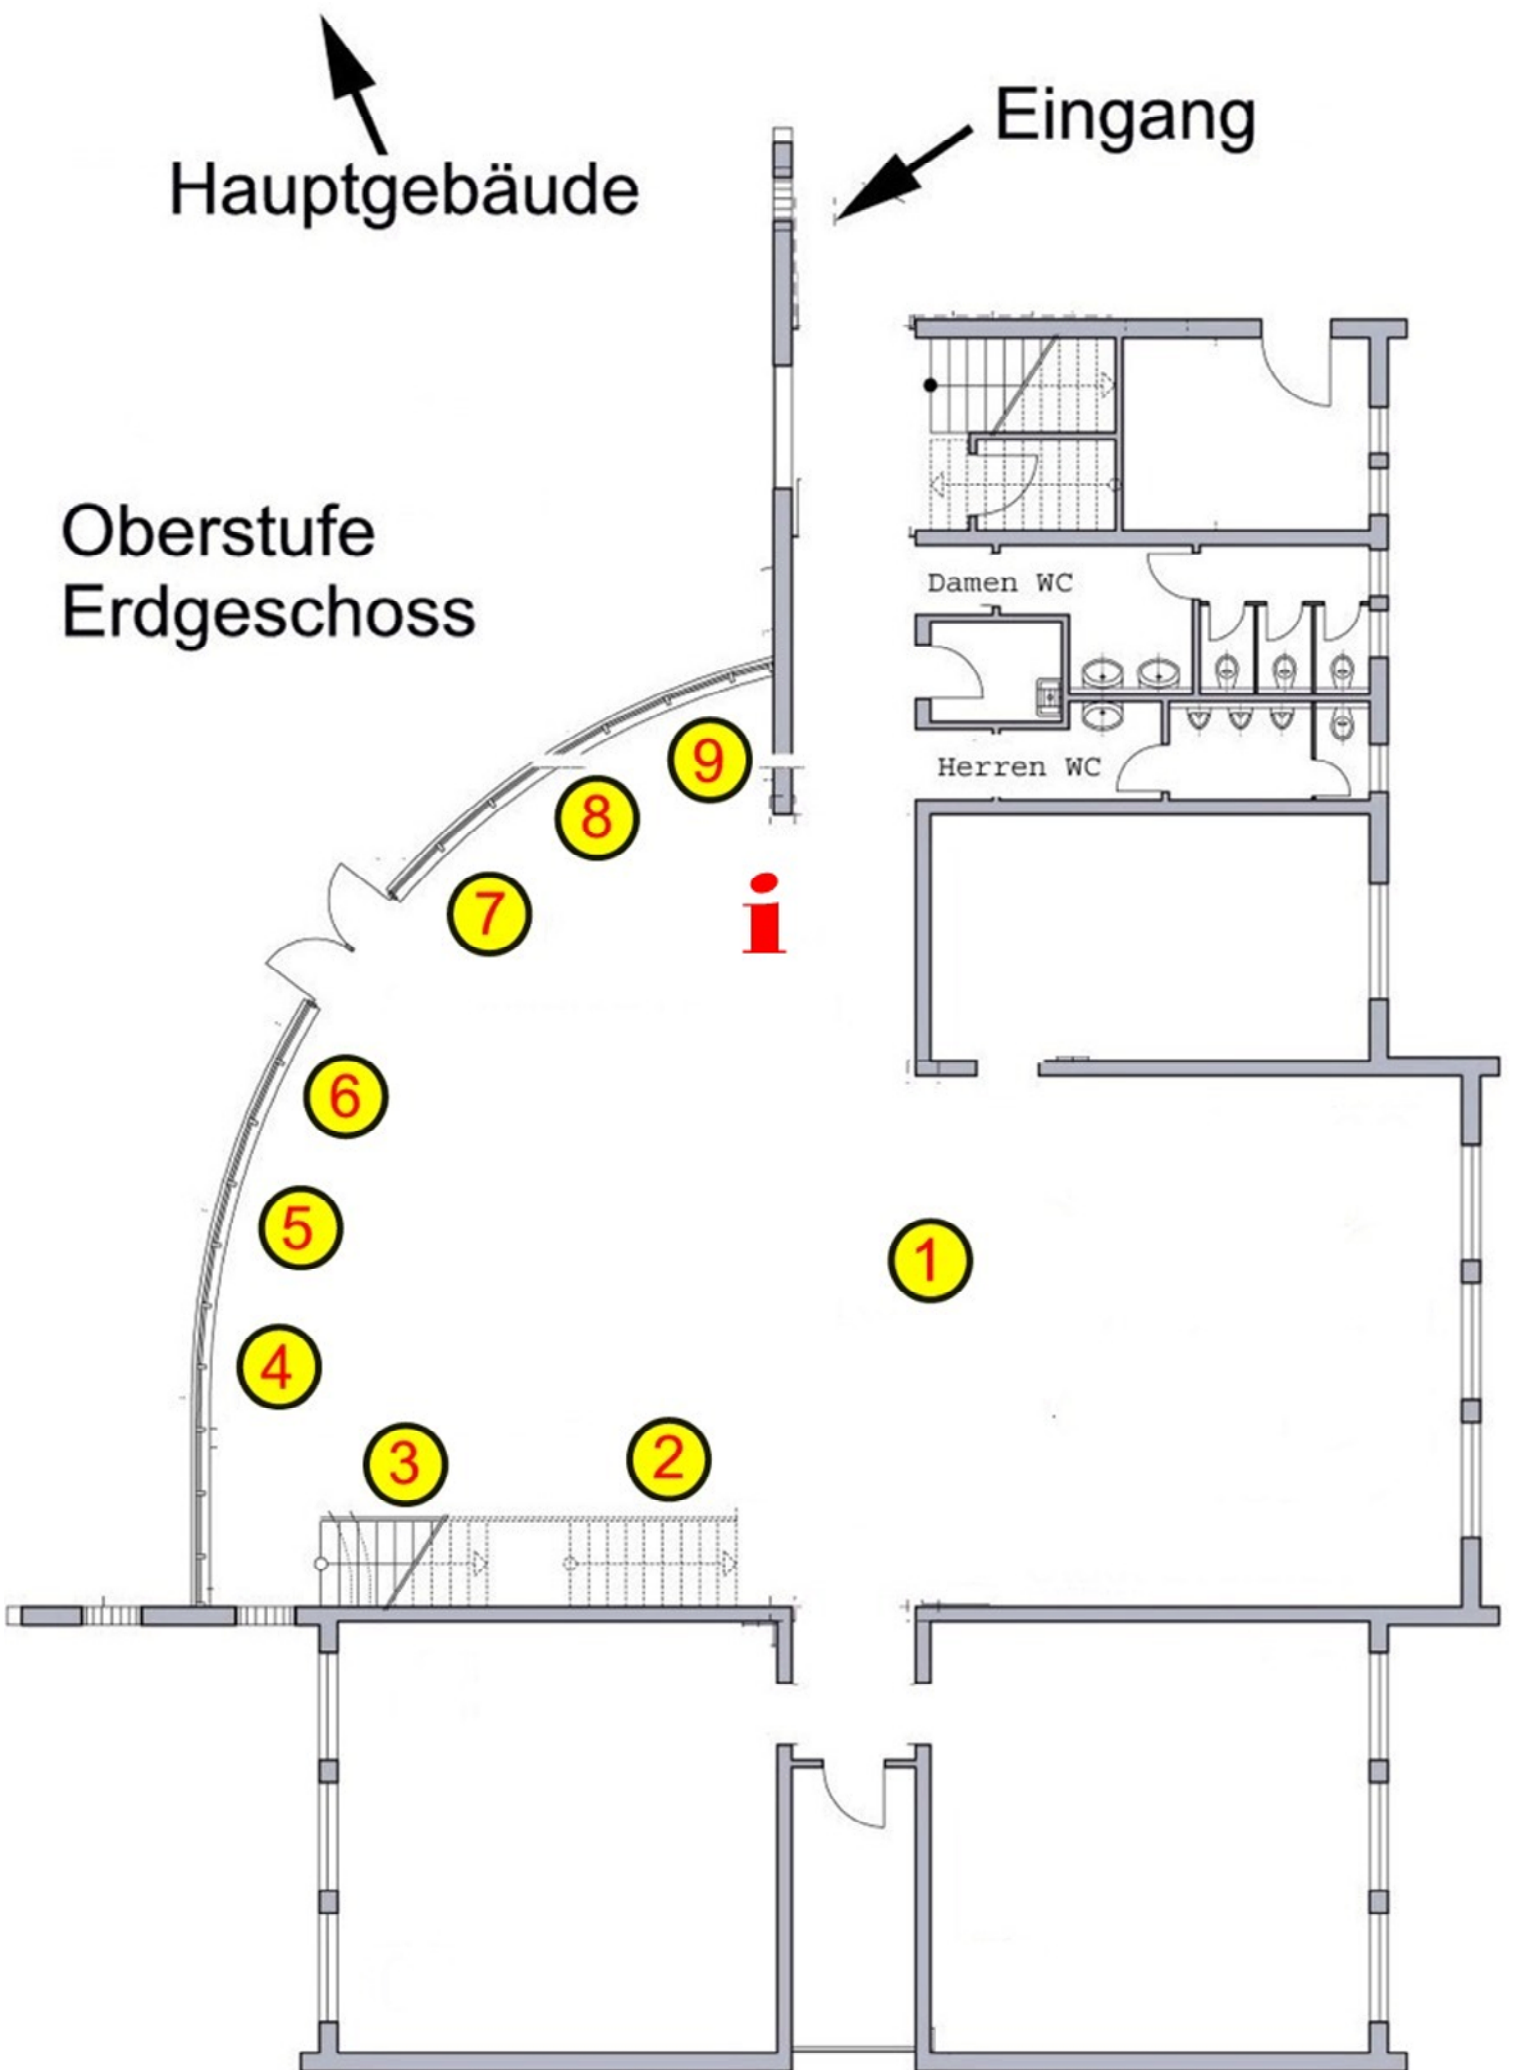 Eingang
Hauptgebäude
Oberstufe
Erdgeschoss
Damen WC
Herren WC
9
8
7
i
6
5
1
4
3
2